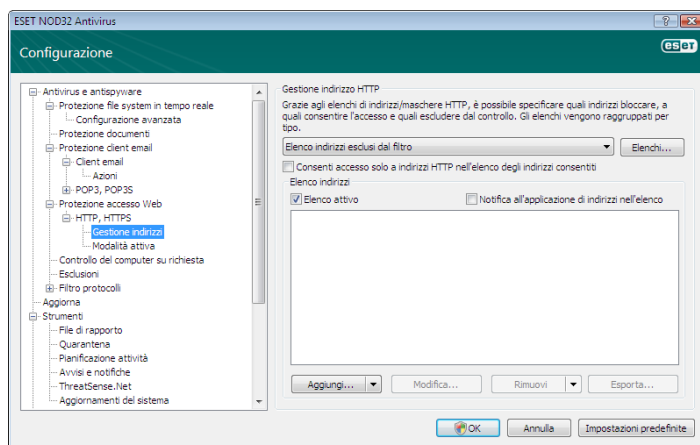 ESET NOD32 Antivirus
Configurazione
eseT
Antivirus e antispyware
Protezione file system in tempo reale
Configurazione avanzata
Protezione documenti
Protezione client email
Client email
Azioni
POP3, POP3S
Protezione accesso Web
HTTP, HTTPS
Gestione indirizzi
Modalità attiva
Controllo del computer su richiesta
Esclusioni
Filtro protocolli
Aggiorna
Strumenti
File di rapporto
Quarantena
Pianificazione attività
Avvisi e notifiche
ThreatSense.Net
Aggiornamenti del sistema
Gestione indirizzo HTTP
Grazie agli elenchi di indirizzi/maschere HTTP, è possibile specificare quali indirizzi bloccare, a
quali consentire l'accesso e quali escludere dal controllo. Gli elenchi vengono raggruppati per
tipo.
Elenco indirizzi esclusi dal filtro
Elenchi...
Consenti accesso solo a indirizzi HTTP nell'elenco degli indirizzi consentiti
Elenco indirizzi
Elenco attivo
Notifica all'applicazione di indirizzi nell'elenco
Aggiungi...
Modifica...
Rimuovi
Esporta...
OK
Annulla
Impostazioni predefinite